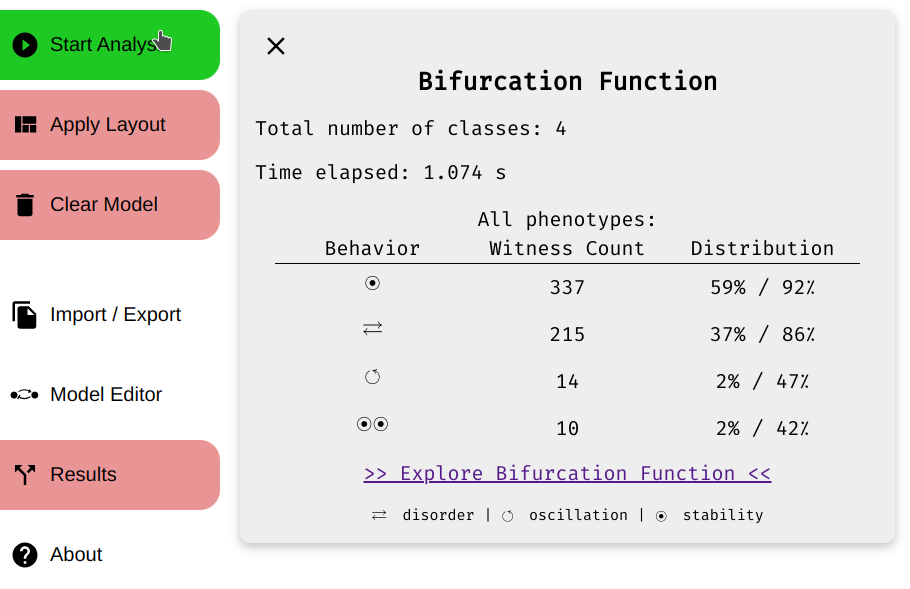 Start Analysis
Apply Layout
Clear Model
Import / Export
Model Editor
Results
About
Bifurcation Function
Total number of classes: 4
Time elapsed: 1.074 s
All phenotypes:
Behavior Witness Count Distribution
☉ 337 59% / 92%
⇄ 215 37% / 86%
↺ 14 2% / 47%
☉☉ 10 2% / 42%
>> Explore Bifurcation Function <<
⇄ disorder | ↺ oscillation | ☉ stability